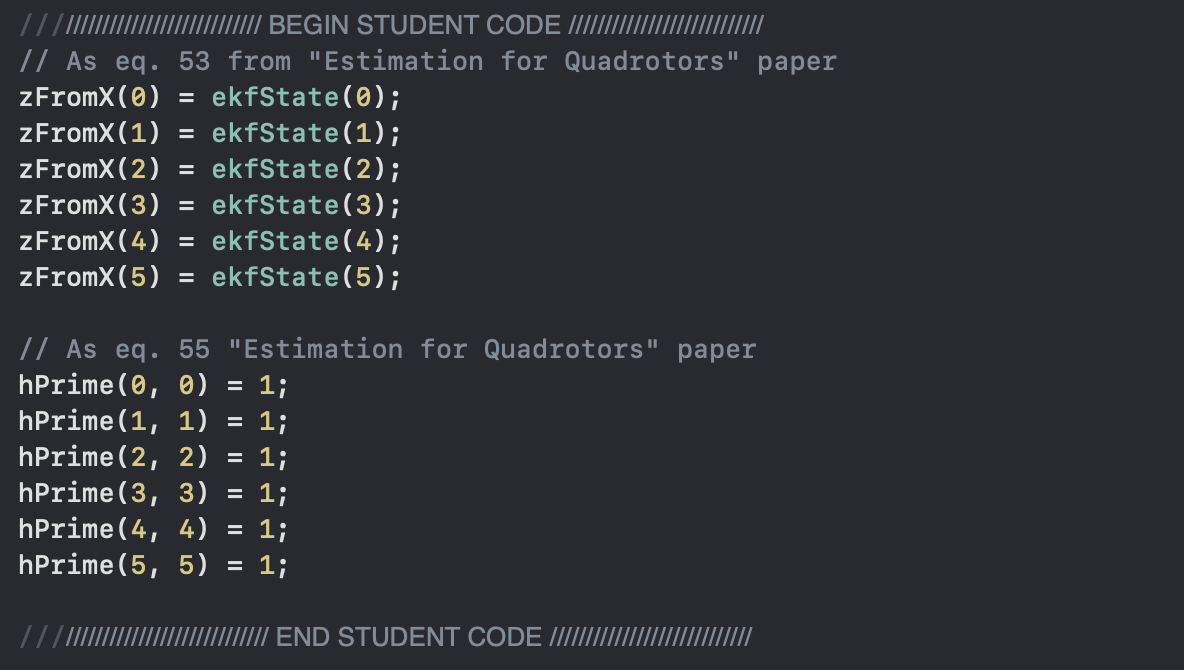 ///////////////////////////// BEGIN STUDENT CODE ///////////////////////////
// As eq. 53 from "Estimation for Quadrotors" paper
zFromX(0) = ekfState(0);
zFromX(1) = ekfState(1);
zFromX(2) = ekfState(2);
zFromX(3) = ekfState(3);
zFromX(4) = ekfState(4);
zFromX(5) = ekfState(5);
// As eq. 55 "Estimation for Quadrotors" paper
hPrime(0, 0) = 1;
hPrime(1, 1) = 1;
hPrime(2, 2) = 1;
hPrime(3, 3) = 1;
hPrime(4, 4) = 1;
hPrime(5, 5) = 1;
////////////////////////////// END STUDENT CODE ////////////////////////////